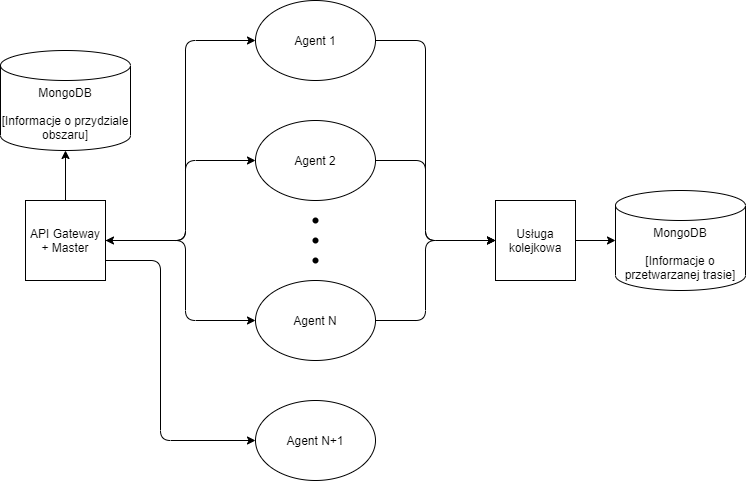 Agent 1
MongoDB
[Informacje o przydziale
obszaru]
Agent 2
API Gateway
+ Master
Usługa
kolejkowa
MongoDB
[Informacje o
przetwarzanej trasie]
Agent N
Agent N+1